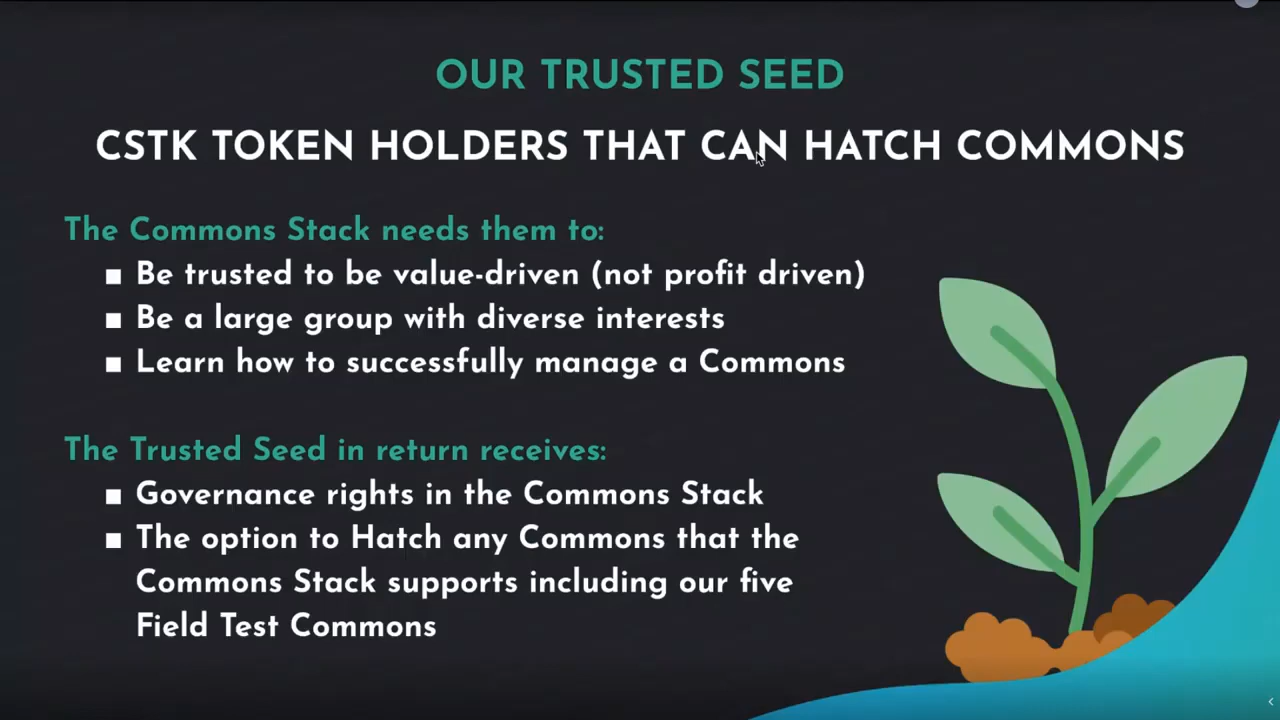 OUR TRUSTED SEED
CSTK TOKEN HOLDERS THAT CAN HATCH COMMONS
The Commons Stack needs them to:
■ Be trusted to be value-driven (not profit driven)
■ Be a large group with diverse interests
■ Learn how to successfully manage a Commons
The Trusted Seed in return receives:
■ Governance rights in the Commons Stack
■ The option to Hatch any Commons that the
Commons Stack supports including our five
Field Test Commons